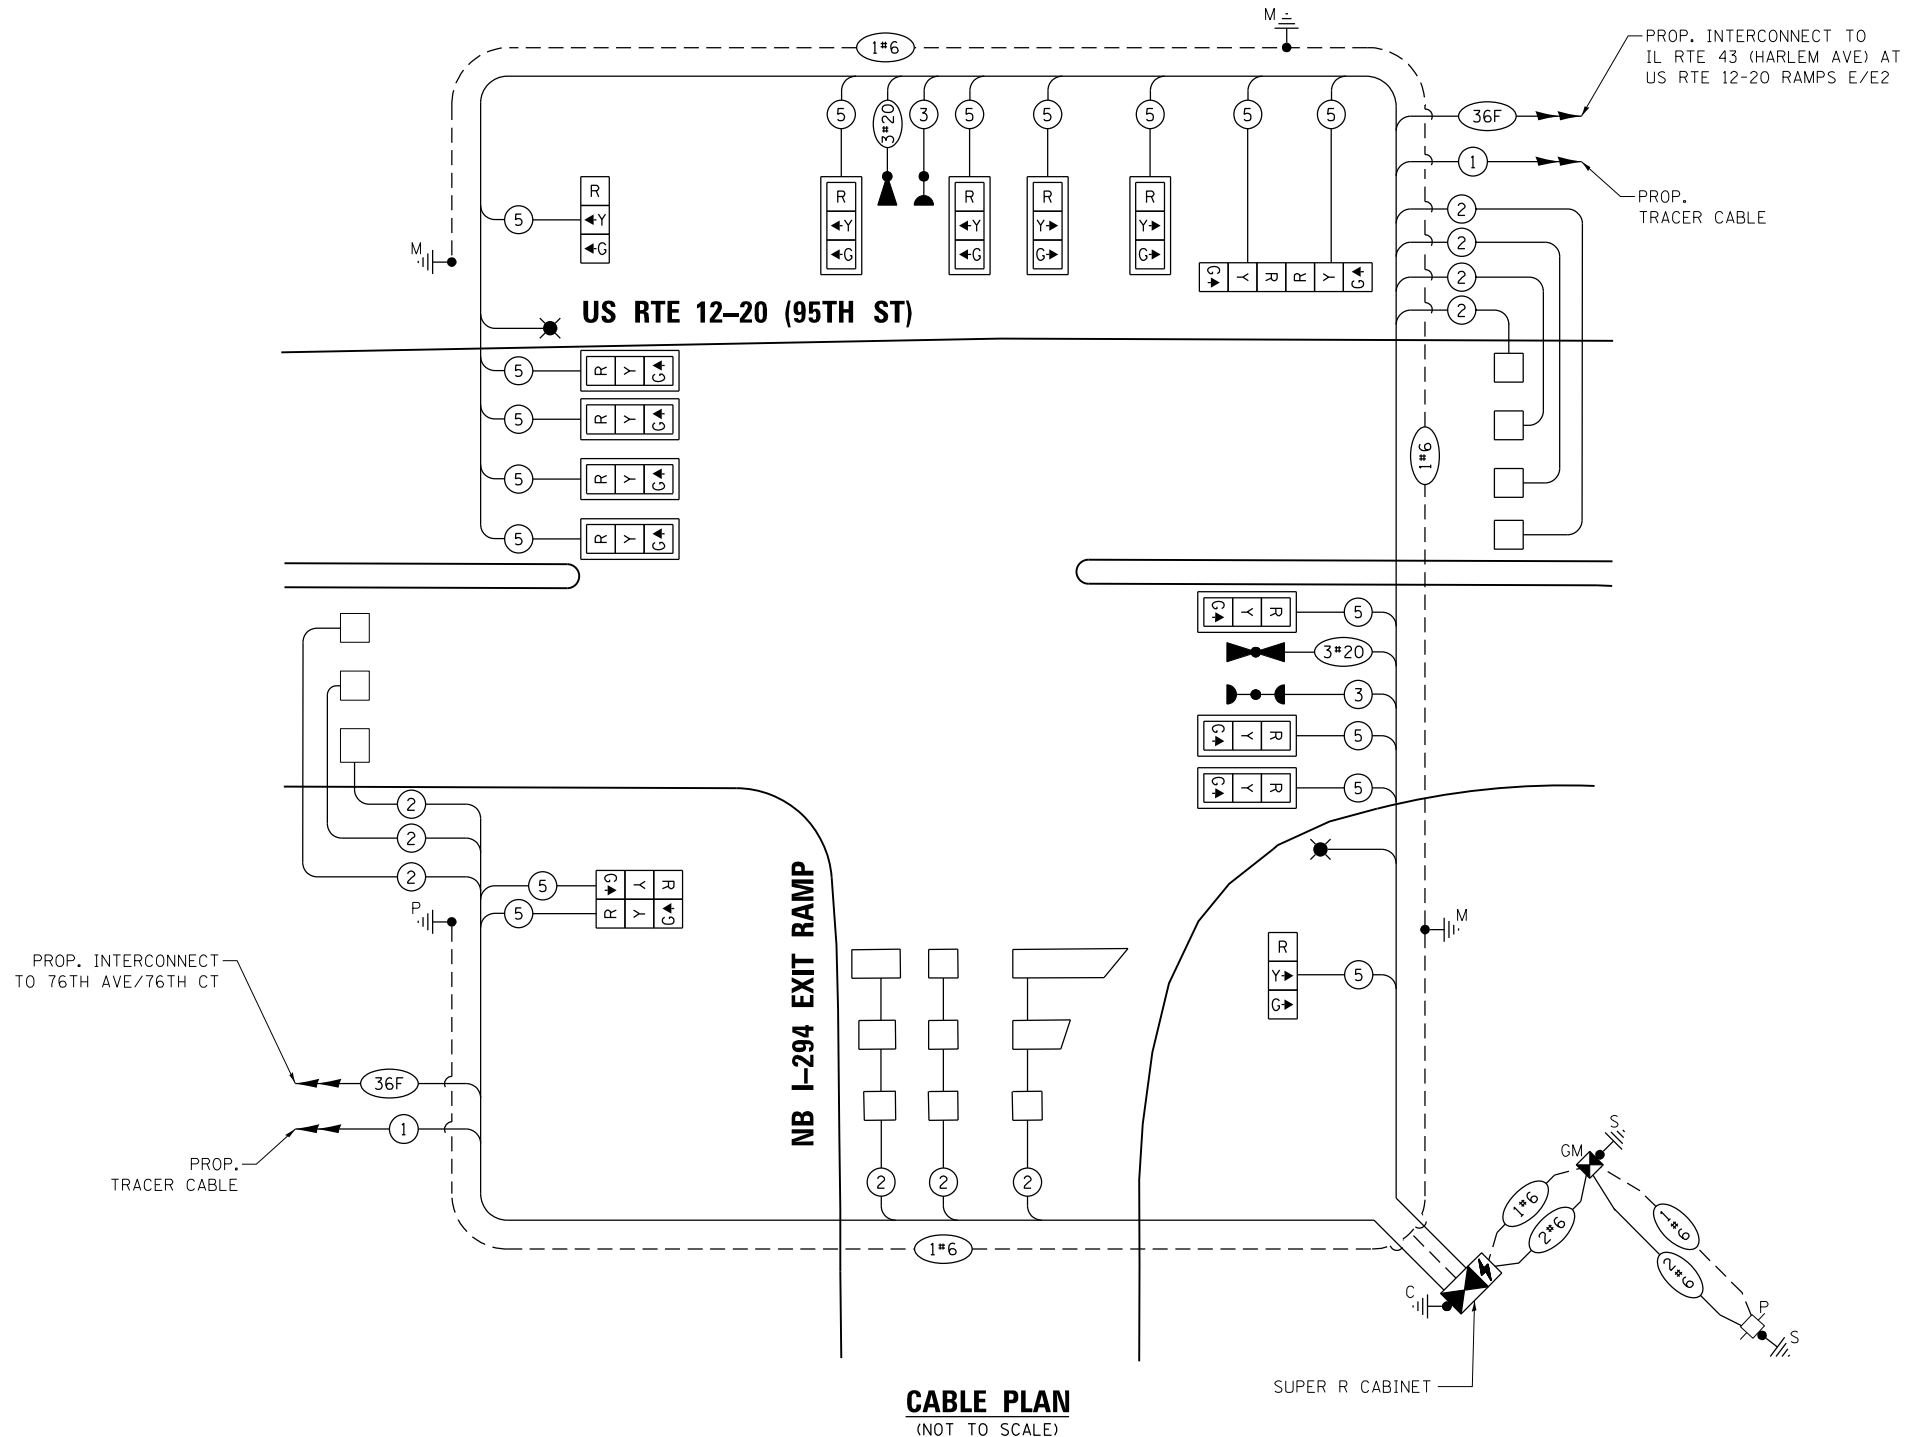 M
1#6
PROP. INTERCONNECT TO
IL RTE 43 (HARLEM AVE) AT
US RTE 12-20 RAMPS E/E2
5
3#20
3
5
5
5
5
5
36F
1
PROP.
TRACER CABLE
R
Y
G
5
R
Y
G
R
Y
G
R
Y
G
R
Y
G
G Y R R Y G
2
2
2
2
M
US RTE 12–20 (95TH ST)
5
R Y G
5
R Y G
5
R Y G
5
R Y G
1#6
G Y R
5
3#20
3
G Y R
5
G Y R
5
2
2
2
5
G Y R
5
R Y G
P
NB I–294 EXIT RAMP
R
Y
G
5
M
PROP. INTERCONNECT
TO 76TH AVE/76TH CT
36F
1
PROP.
TRACER CABLE
2
2
2
1#6
S
GM
1#6
2#6
1#6
2#6
P
S
C
SUPER R CABINET
CABLE PLAN
(NOT TO SCALE)